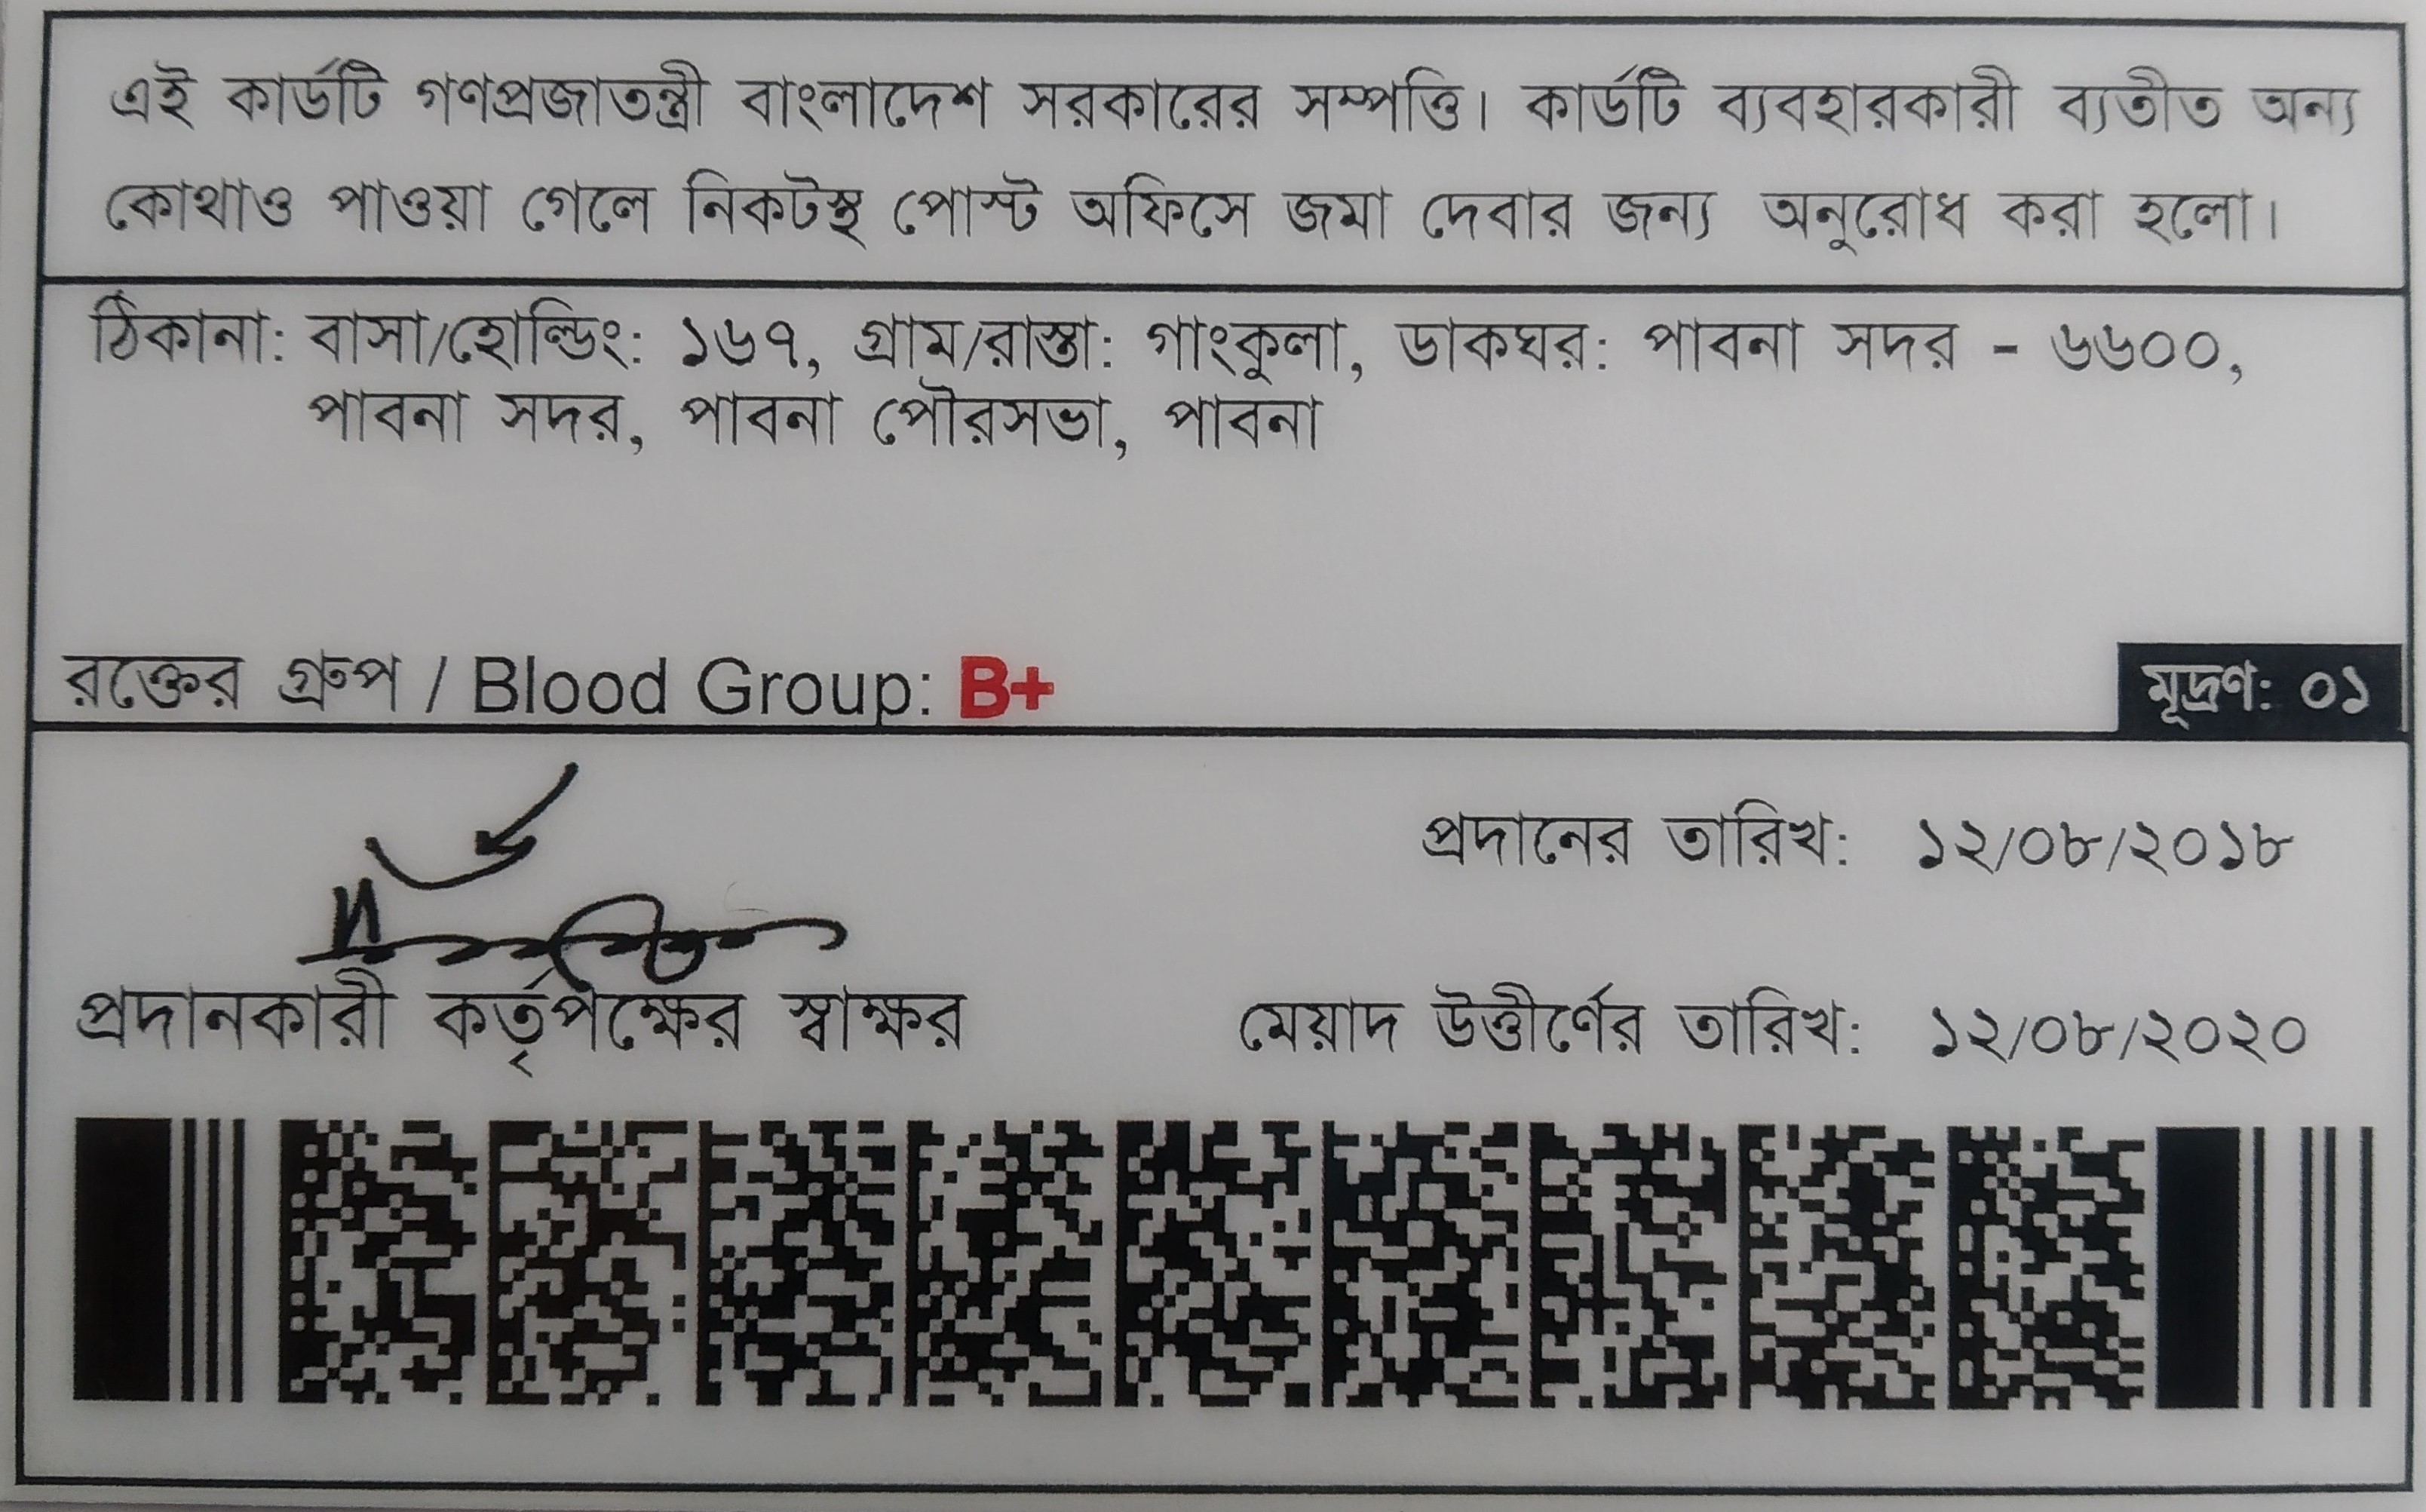 এই কার্ডটি গণপ্রজাতন্ত্রী বাংলাদেশ সরকারের সম্পত্তি। কার্ডটি ব্যবহারকারী ব্যতীত অন্য
কোথাও পাওয়া গেলে নিকটস্থ পোস্ট অফিসে জমা দেবার জন্য অনুরোধ করা হলো।
ঠিকানা: বাসা/হোল্ডিং: ১৬৭, গ্রাম/রাস্তা: গাংকুলা, ডাকঘর: পাবনা সদর - ৬৬০০,
পাবনা সদর, পাবনা পৌরসভা, পাবনা
রক্তের গ্রুপ / Blood Group: B+ মূদ্রণ: ০১
প্রদানের তারিখ: ১২/০৮/২০১৮
প্রদানকারী কর্তৃপক্ষের স্বাক্ষর মেয়াদ উত্তীর্ণের তারিখ: ১২/০৮/২০২০